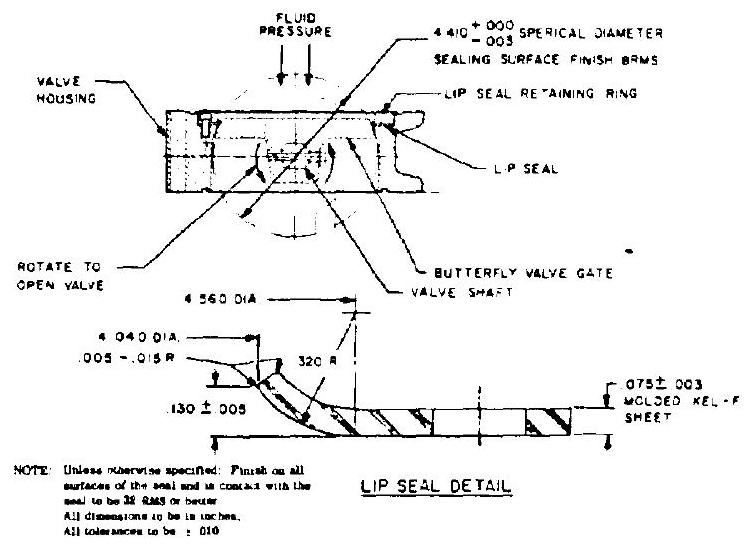 FLUID
PRESSURE
4.410 +.000
-.003 SPERICAL DIAMETER
SEALING SURFACE FINISH 8RMS
VALVE
HOUSING
LIP SEAL RETAINING RING
LIP SEAL
ROTATE TO
OPEN VALVE
BUTTERFLY VALVE GATE
VALVE SHAFT
4 560 DIA
4 040 DIA.
.005 -.015 R
.320 R
.130 ± 005
.075 ± 003
MOLDED KEL-F
SHEET
NOTE: Unless otherwise specified: Finish on all
surfaces of the seal and in contact with the
seal to be 32 RMS or better
All dimensions to be in inches.
All tolerances to be ± 010
LIP SEAL DETAIL